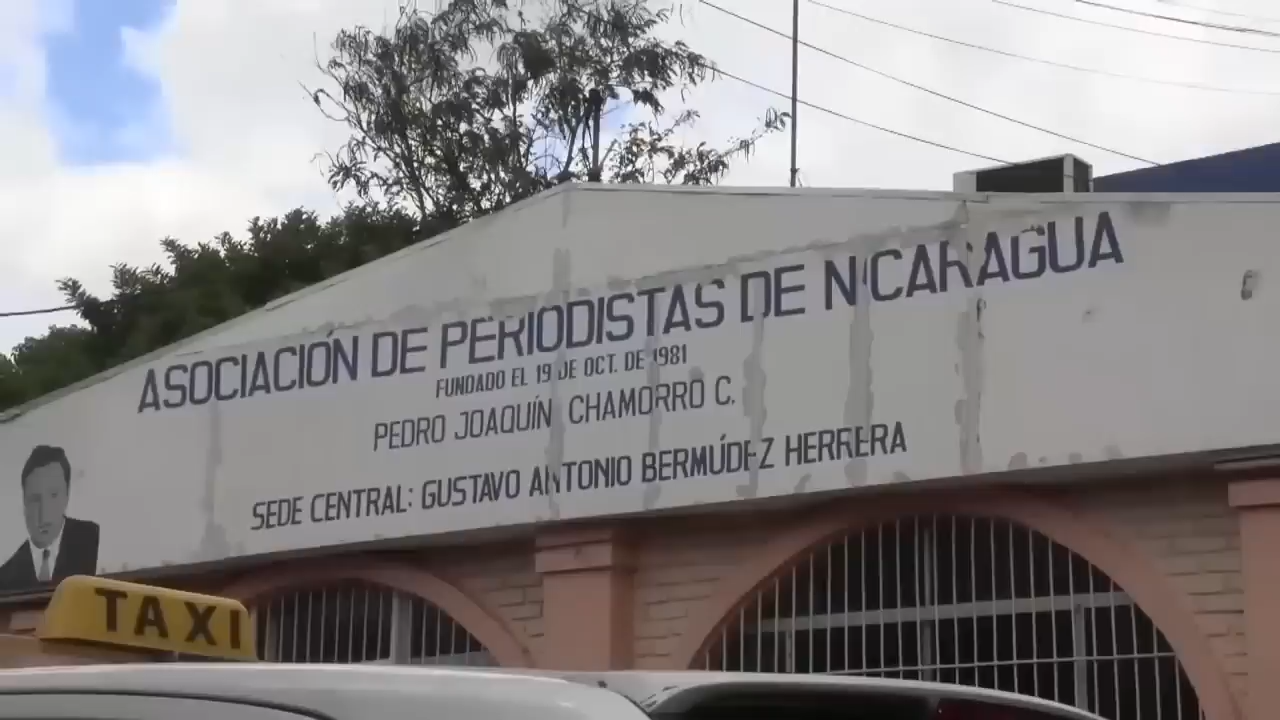 ASOCIACIÓN DE PERIODISTAS DE NICARAGUA
FUNDADO EL 19 DE OCT. DE 1981
PEDRO JOAQUÍN CHAMORRO C.
SEDE CENTRAL: GUSTAVO ANTONIO BERMÚDEZ HERRERA
TAXI